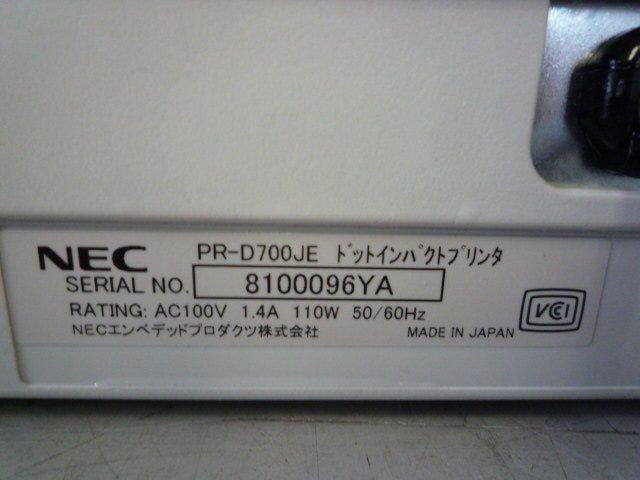 NEC PR-D700JE ﾄﾞｯﾄｲﾝﾊﾟｸﾄﾌﾟﾘﾝﾀ
SERIAL NO. 8100096YA
RATING: AC100V 1.4A 110W 50/60Hz
NECエンベデッドプロダクツ株式会社
MADE IN JAPAN
VCCI